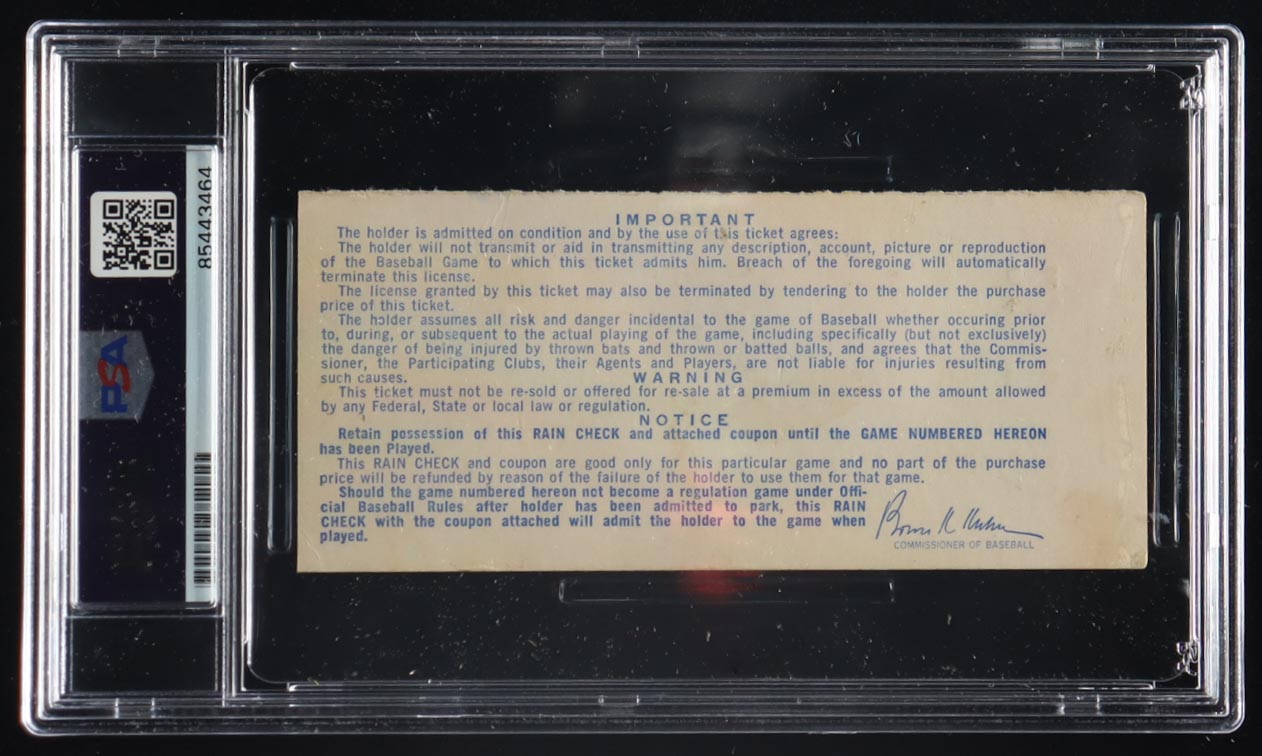 85443464
PSA
IMPORTANT
The holder is admitted on condition and by the use of this ticket agrees:
The holder will not transmit or aid in transmitting any description, account, picture or reproduction
of the Baseball Game to which this ticket admits him. Breach of the foregoing will automatically
terminate this license.
The license granted by this ticket may also be terminated by tendering to the holder the purchase
price of this ticket.
The holder assumes all risk and danger incidental to the game of Baseball whether occuring prior
to, during, or subsequent to the actual playing of the game, including specifically (but not exclusively)
the danger of being injured by thrown bats and thrown or batted balls, and agrees that the Commis-
sioner, the Participating Clubs, their Agents and Players, are not liable for injuries resulting from
such causes.
WARNING
This ticket must not be re-sold or offered for re-sale at a premium in excess of the amount allowed
by any Federal, State or local law or regulation.
NOTICE
Retain possession of this RAIN CHECK and attached coupon until the GAME NUMBERED HEREON
has been Played.
This RAIN CHECK and coupon are good only for this particular game and no part of the purchase
price will be refunded by reason of the failure of the holder to use them for that game.
Should the game numbered hereon not become a regulation game under Offi-
cial Baseball Rules after holder has been admitted to park, this RAIN
CHECK with the coupon attached will admit the holder to the game when
played.
COMMISSIONER OF BASEBALL